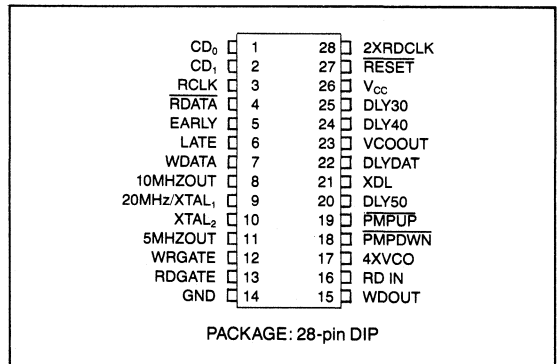 CD₀ 1 28 2XRDCLK
CD₁ 2 27 RESET
RCLK 3 26 Vcc
RDATA 4 25 DLY30
EARLY 5 24 DLY40
LATE 6 23 VCOOUT
WDATA 7 22 DLYDAT
10MHZOUT 8 21 XDL
20MHz/XTAL₁ 9 20 DLY50
XTAL₂ 10 19 PMPUP
5MHZOUT 11 18 PMPDWN
WRGATE 12 17 4XVCO
RDGATE 13 16 RD IN
GND 14 15 WDOUT
PACKAGE: 28-pin DIP